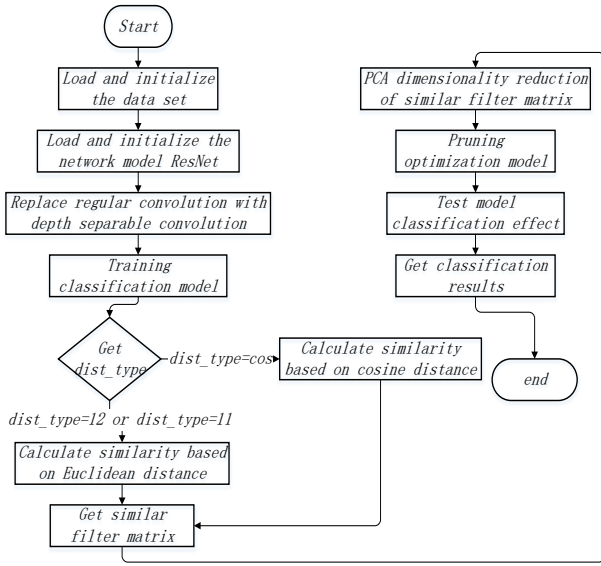 Start
Load and initialize
the data set
Load and initialize the
network model ResNet
Replace regular convolution with
depth separable convolution
Training
classification model
Get
dist_type
dist_type=cos
Calculate similarity
based on cosine distance
dist_type=12 or dist_type=11
Calculate similarity based
on Euclidean distance
Get similar
filter matrix
PCA dimensionality reduction
of similar filter matrix
Pruning
optimization model
Test model
classification effect
Get classification
results
end